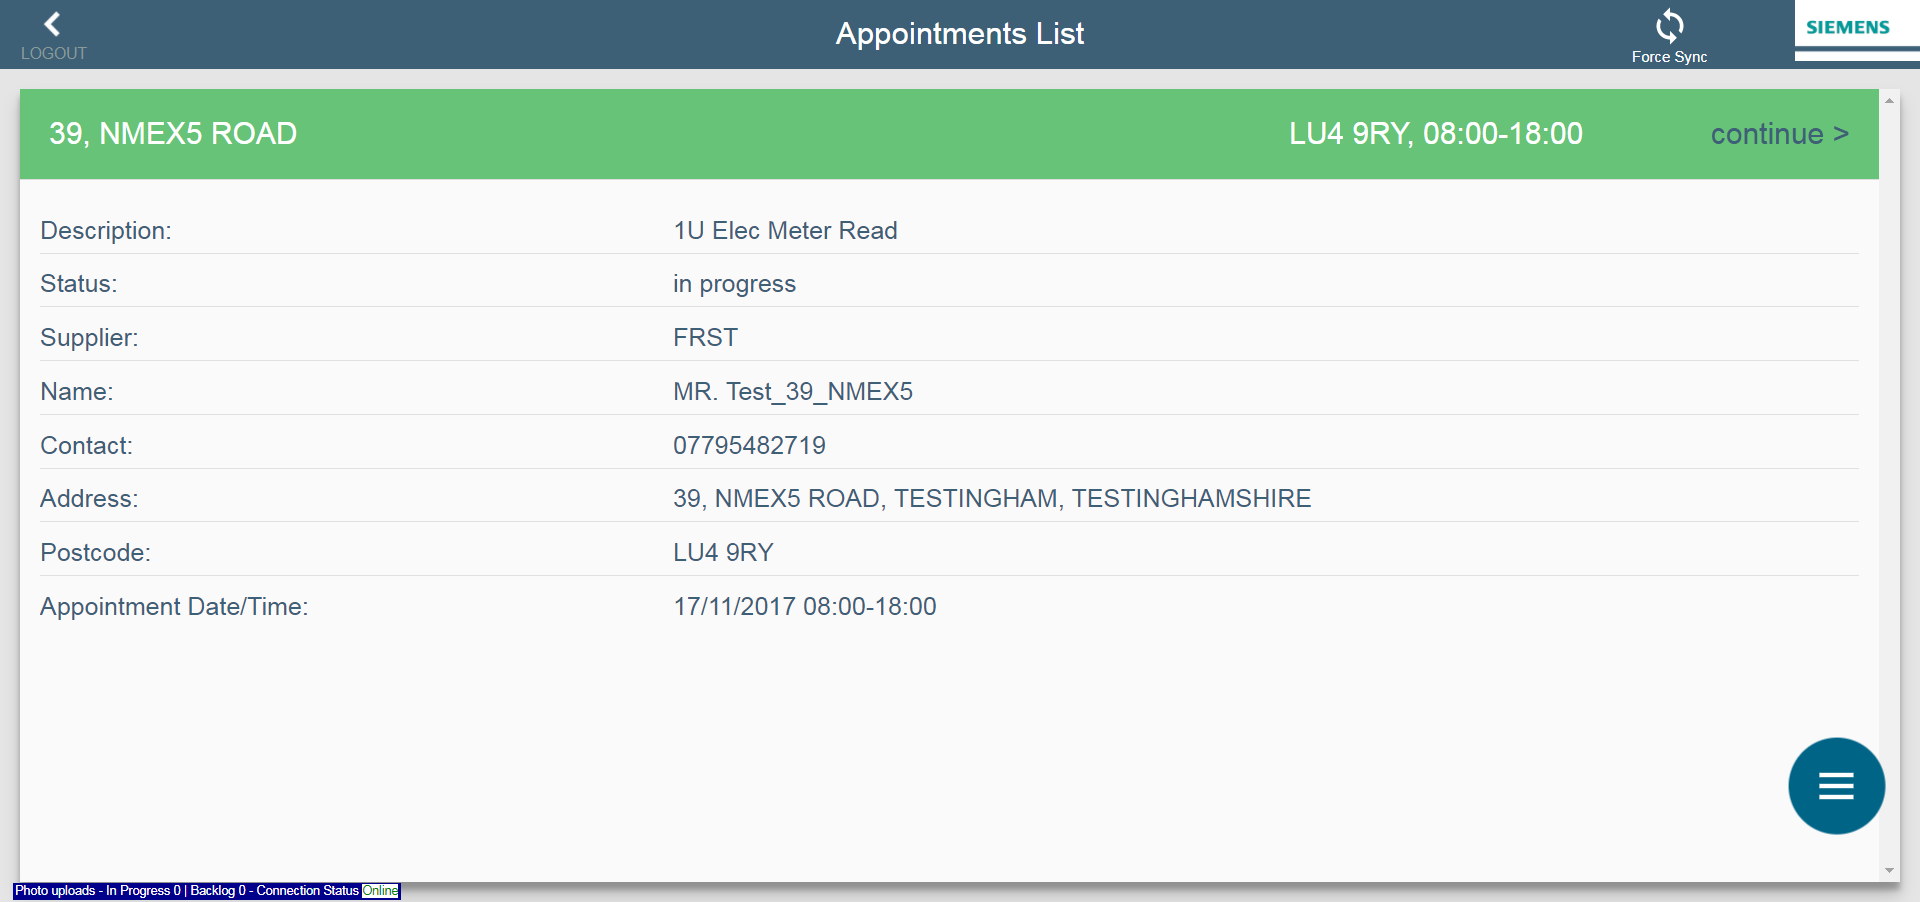 LOGOUT
Appointments List
Force Sync
SIEMENS
39, NMEX5 ROAD LU4 9RY, 08:00-18:00 continue >
Description: 1U Elec Meter Read
Status: in progress
Supplier: FRST
Name: MR. Test_39_NMEX5
Contact: 07795482719
Address: 39, NMEX5 ROAD, TESTINGHAM, TESTINGHAMSHIRE
Postcode: LU4 9RY
Appointment Date/Time: 17/11/2017 08:00-18:00
Photo uploads - In Progress 0 | Backlog 0 - Connection Status Online